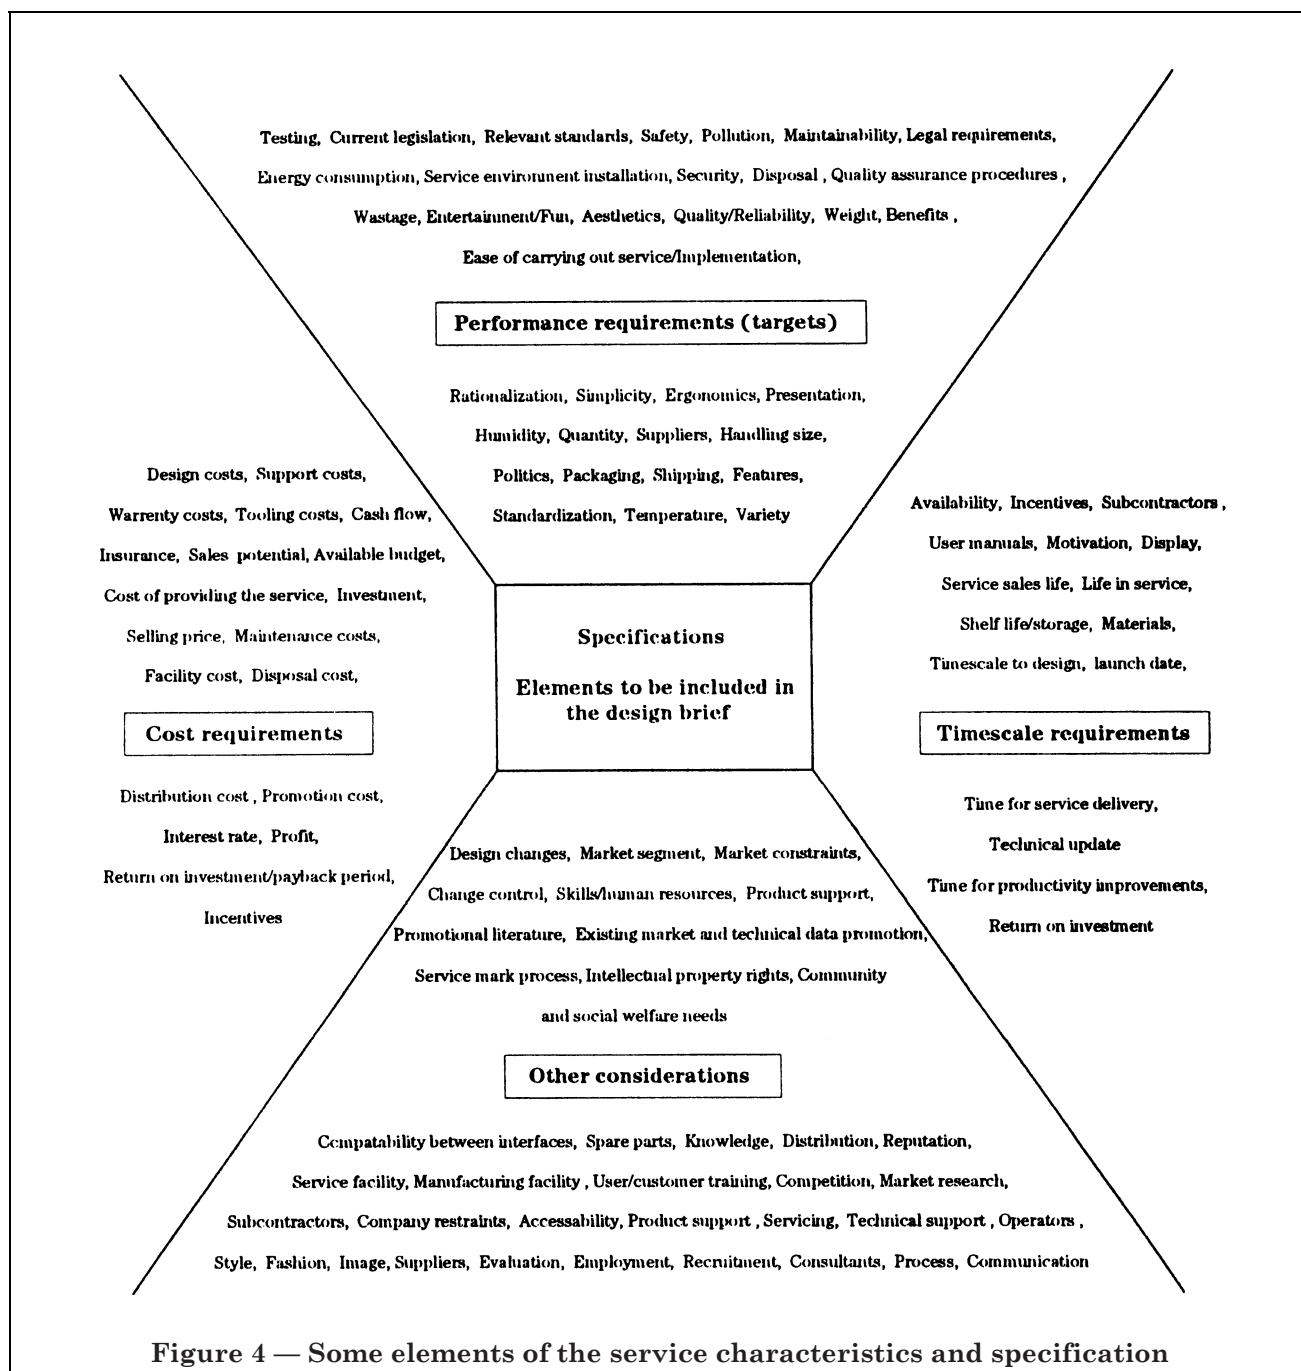 Testing, Current legislation, Relevant standards, Safety, Pollution, Maintainability, Legal requirements,
Energy consumption, Service environment installation, Security, Disposal , Quality assurance procedures ,
Wastage, Entertainment/Fun, Aesthetics, Quality/Reliability, Weight, Benefits ,
Ease of carrying out service/Implementation,
Performance requirements (targets)
Rationalization, Simplicity, Ergonomics, Presentation,
Humidity, Quantity, Suppliers, Handling size,
Politics, Packaging, Shipping, Features,
Standardization, Temperature, Variety
Design costs, Support costs,
Warrenty costs, Tooling costs, Cash flow,
Insurance, Sales potential, Available budget,
Cost of providing the service, Investment,
Selling price, Maintenance costs,
Facility cost, Disposal cost,
Cost requirements
Distribution cost , Promotion cost,
Interest rate, Profit,
Return on investment/payback period,
Incentives
Specifications
Elements to be included in
the design brief
Availability, Incentives, Subcontractors ,
User manuals, Motivation, Display,
Service sales life, Life in service,
Shelf life/storage, Materials,
Timescale to design, launch date,
Timescale requirements
Time for service delivery,
Technical update
Time for productivity improvements,
Return on investment
Design changes, Market segment, Market constraints,
Change control, Skills/human resources, Product support,
Promotional literature, Existing market and technical data promotion,
Service mark process, Intellectual property rights, Community
and social welfare needs
Other considerations
Compatability between interfaces, Spare parts, Knowledge, Distribution, Reputation,
Service facility, Manufacturing facility , User/customer training, Competition, Market research,
Subcontractors, Company restraints, Accessability, Product support , Servicing, Technical support , Operators ,
Style, Fashion, Image, Suppliers, Evaluation, Employment, Recruitment, Consultants, Process, Communication
Figure 4 — Some elements of the service characteristics and specification